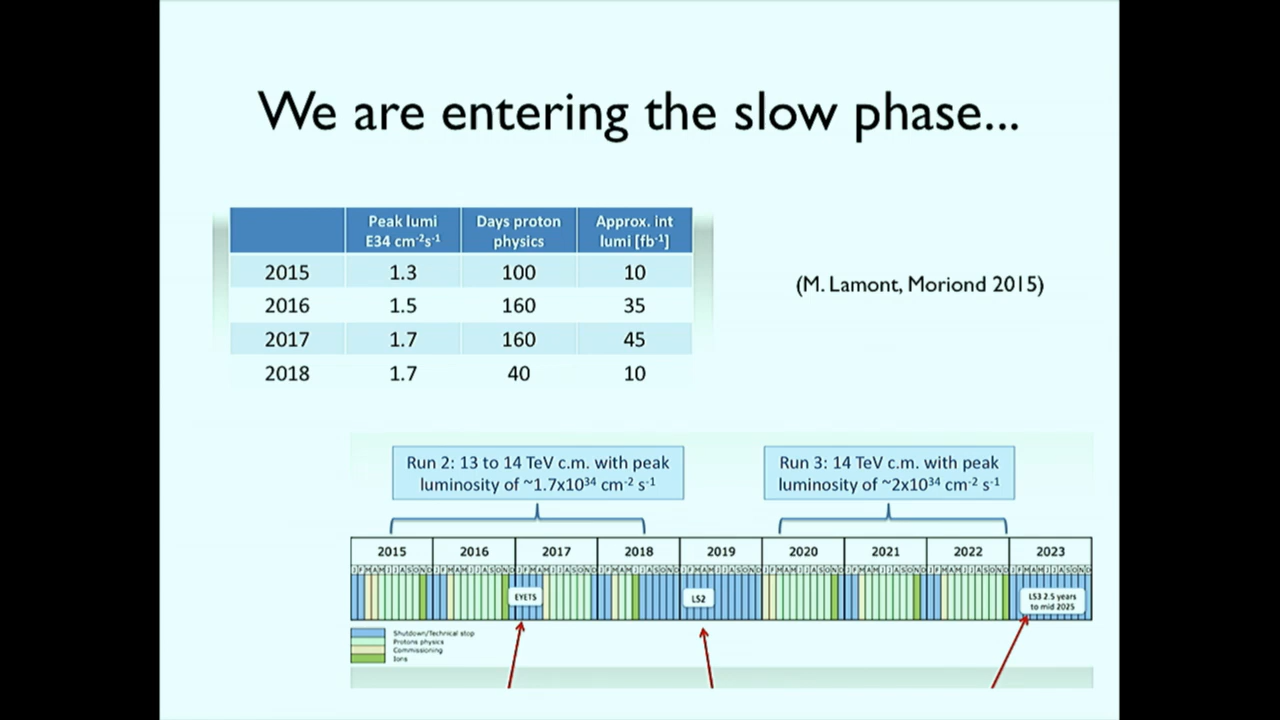 We are entering the slow phase...
Peak lumi
E34 cm⁻²s⁻¹
Days proton
physics
Approx. int
lumi [fb⁻¹]
2015 1.3 100 10
2016 1.5 160 35
2017 1.7 160 45
2018 1.7 40 10
(M. Lamont, Moriond 2015)
Run 2: 13 to 14 TeV c.m. with peak
luminosity of ~1.7x10³⁴ cm⁻² s⁻¹
Run 3: 14 TeV c.m. with peak
luminosity of ~2x10³⁴ cm⁻² s⁻¹
2015 2016 2017 2018 2019 2020 2021 2022 2023
EYETS
LS2
LS3 2.5 years
to mid 2025
Shutdown/Technical stop
Protons physics
Commissioning
Ions